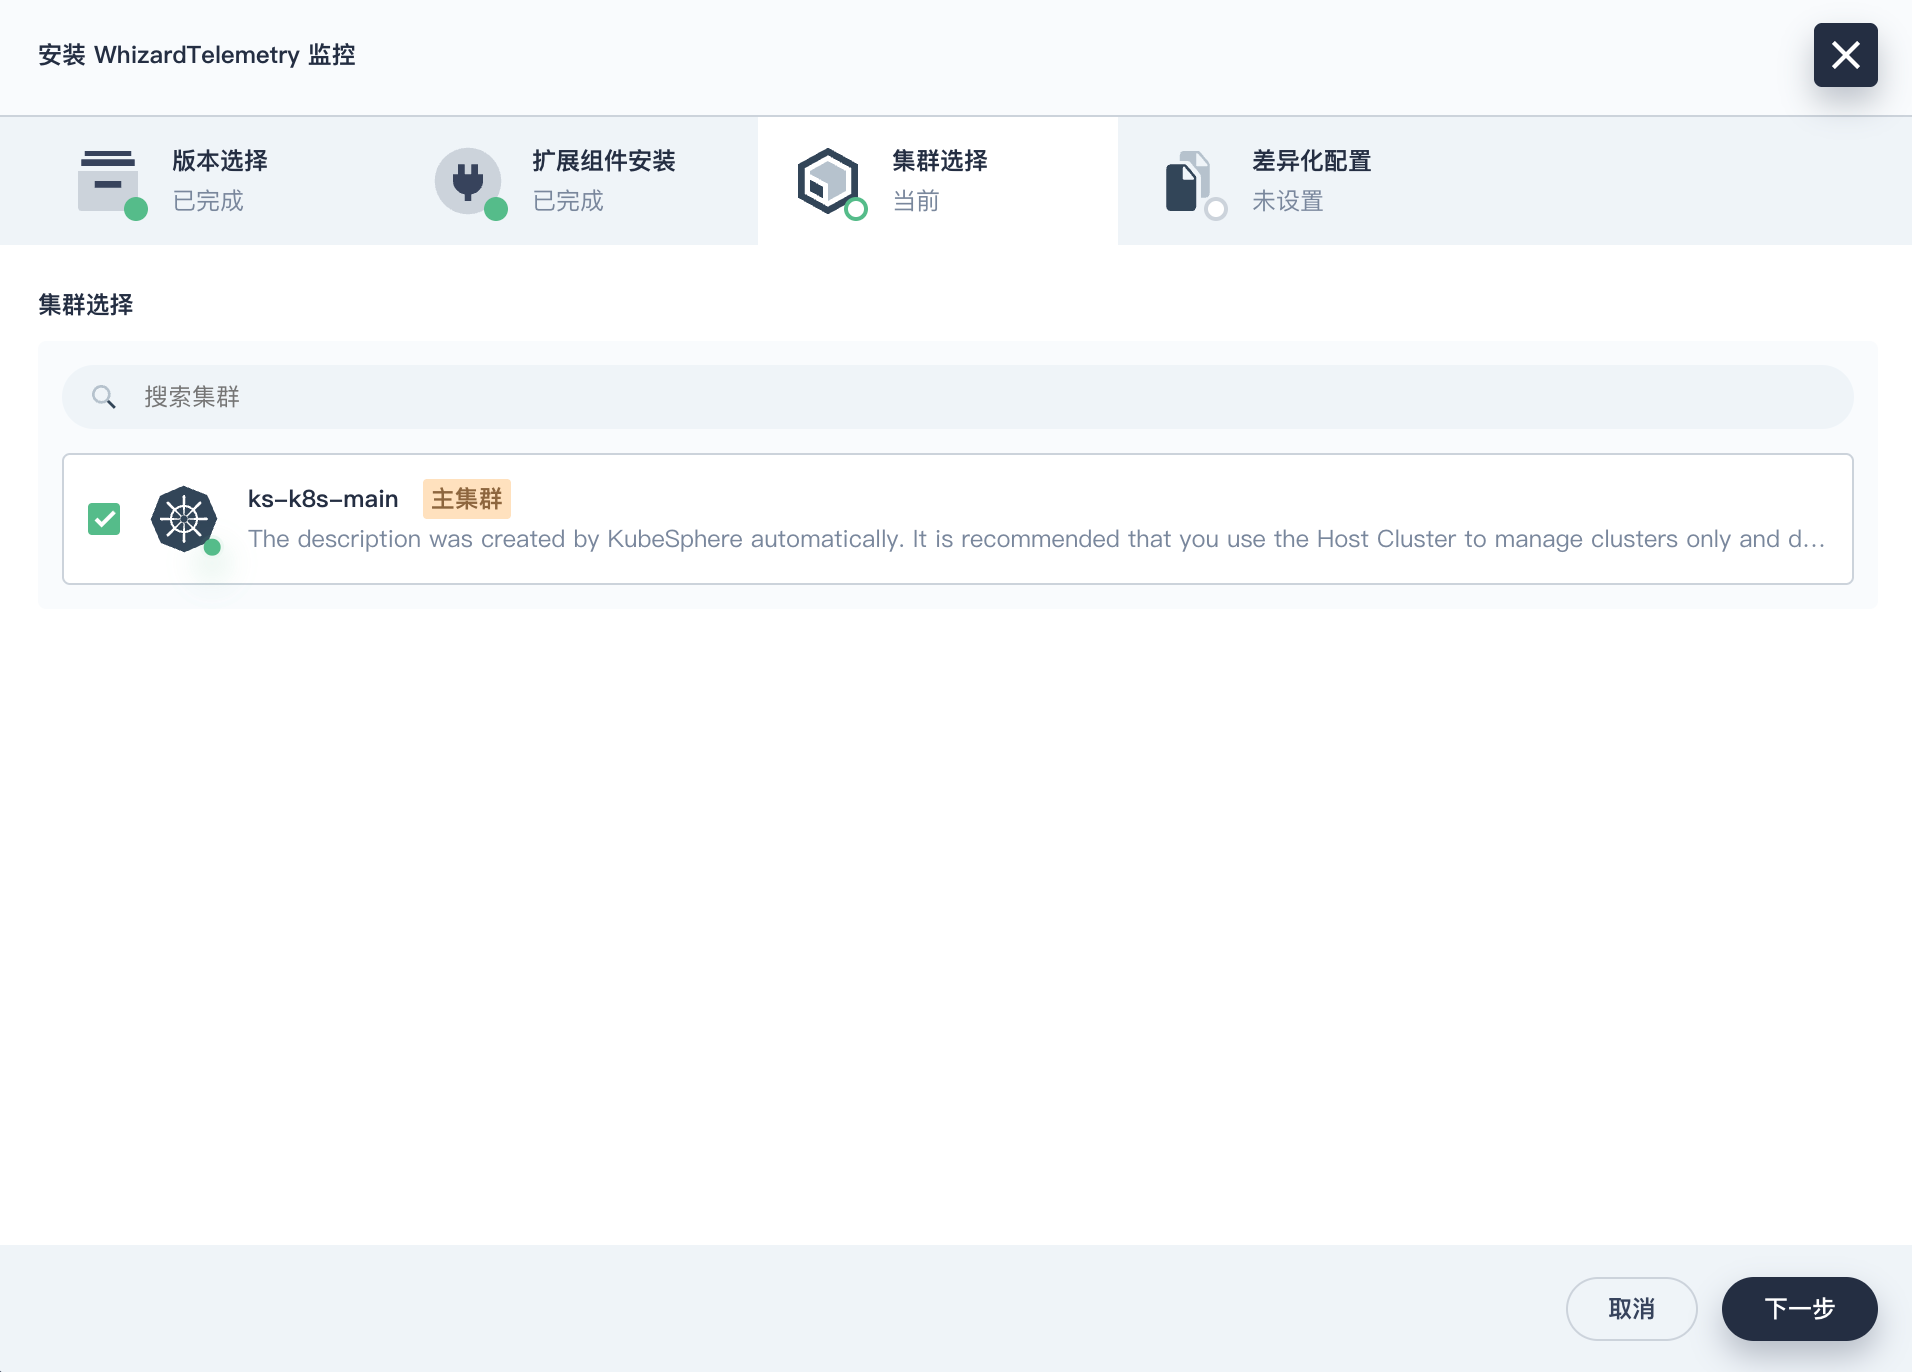 安装 WhizardTelemetry 监控
版本选择
已完成
扩展组件安装
已完成
集群选择
当前
差异化配置
未设置
集群选择
搜索集群
ks-k8s-main 主集群
The description was created by KubeSphere automatically. It is recommended that you use the Host Cluster to manage clusters only and d...
取消
下一步